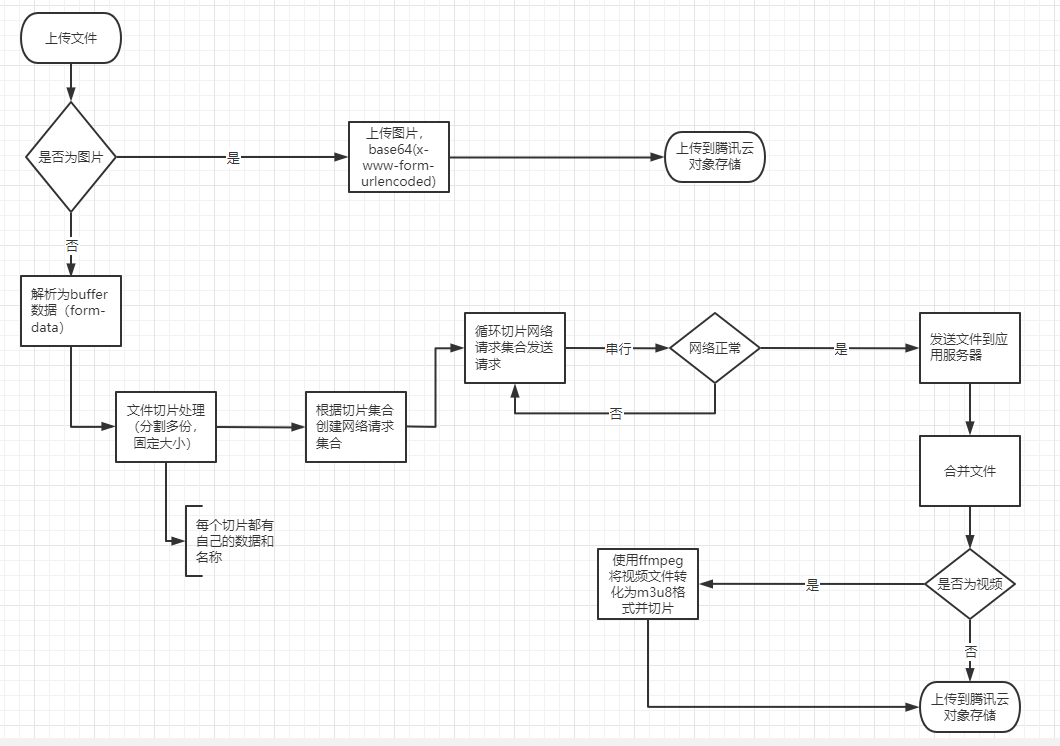 上传文件
是否为图片
是
上传图片，
base64(x-
www-form-
urlencoded)
上传到腾讯云
对象存储
否
解析为buffer
数据（form-
data）
文件切片处理
（分割多份，
固定大小）
每个切片都有
自己的数据和
名称
根据切片集合
创建网络请求
集合
循环切片网络
请求集合发送
请求
串行
网络正常
否
是
发送文件到应
用服务器
合并文件
是否为视频
是
使用ffmpeg
将视频文件转
化为m3u8格
式并切片
否
上传到腾讯云
对象存储